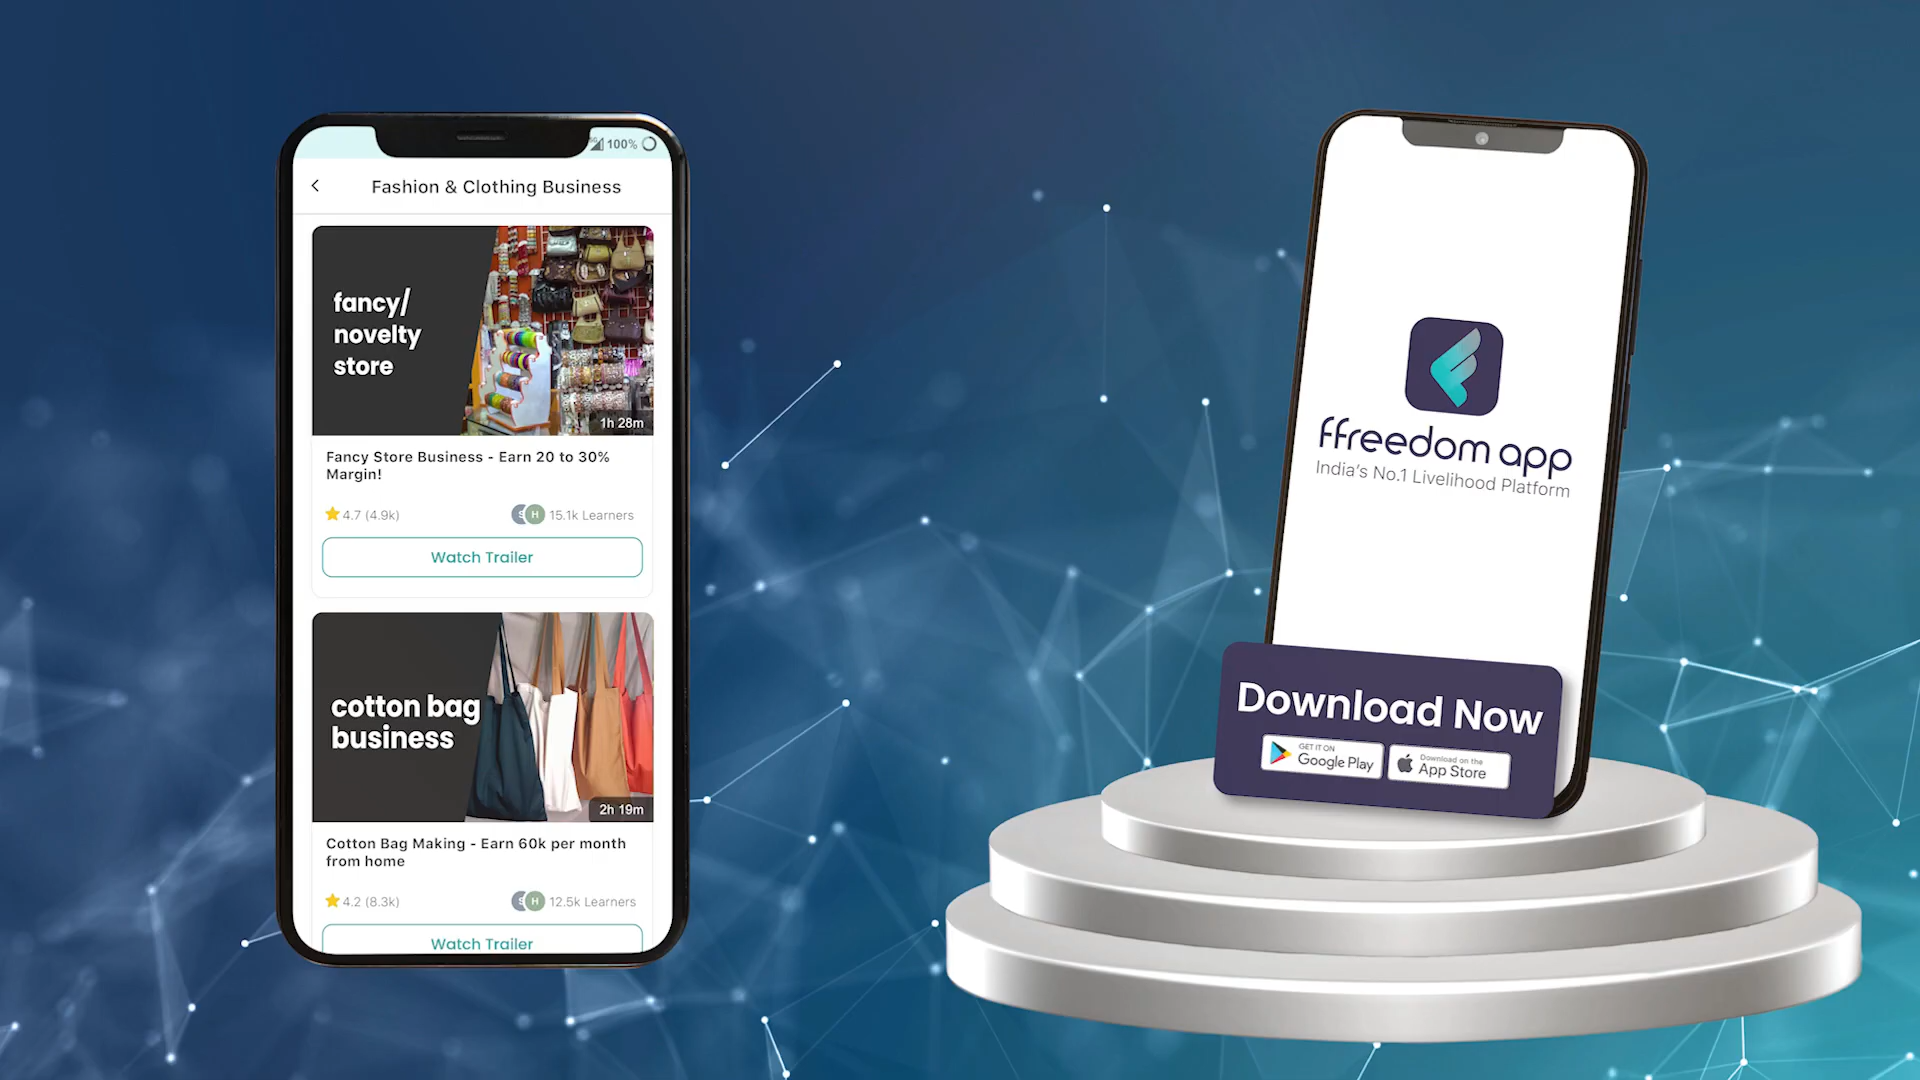 100%
Fashion & Clothing Business
fancy/
novelty
store
1h 28m
Fancy Store Business - Earn 20 to 30%
Margin!
4.7 (4.9k)
S H 15.1k Learners
Watch Trailer
cotton bag
business
2h 19m
Cotton Bag Making - Earn 60k per month
from home
4.2 (8.3k)
S H 12.5k Learners
Watch Trailer
ffreedom app
India's No.1 Livelihood Platform
Download Now
GET IT ON
Google Play
Download on the
App Store